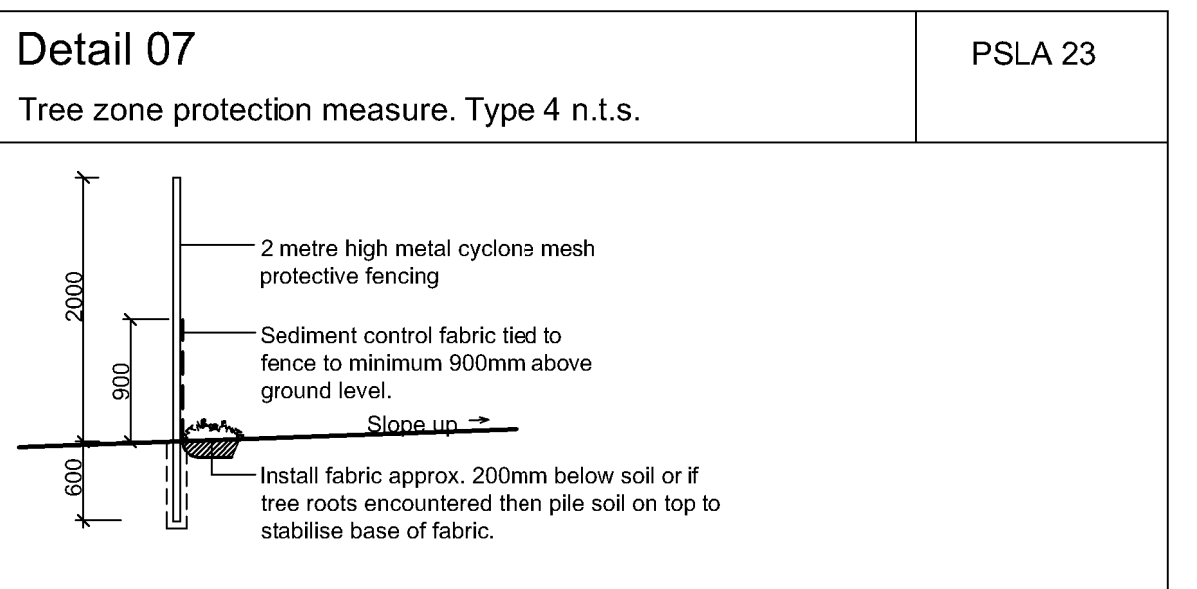 Detail 07
PSLA 23
Tree zone protection measure. Type 4 n.t.s.
2000
2 metre high metal cyclone mesh
protective fencing
900
Sediment control fabric tied to
fence to minimum 900mm above
ground level.
Slope up
600
Install fabric approx. 200mm below soil or if
tree roots encountered then pile soil on top to
stabilise base of fabric.